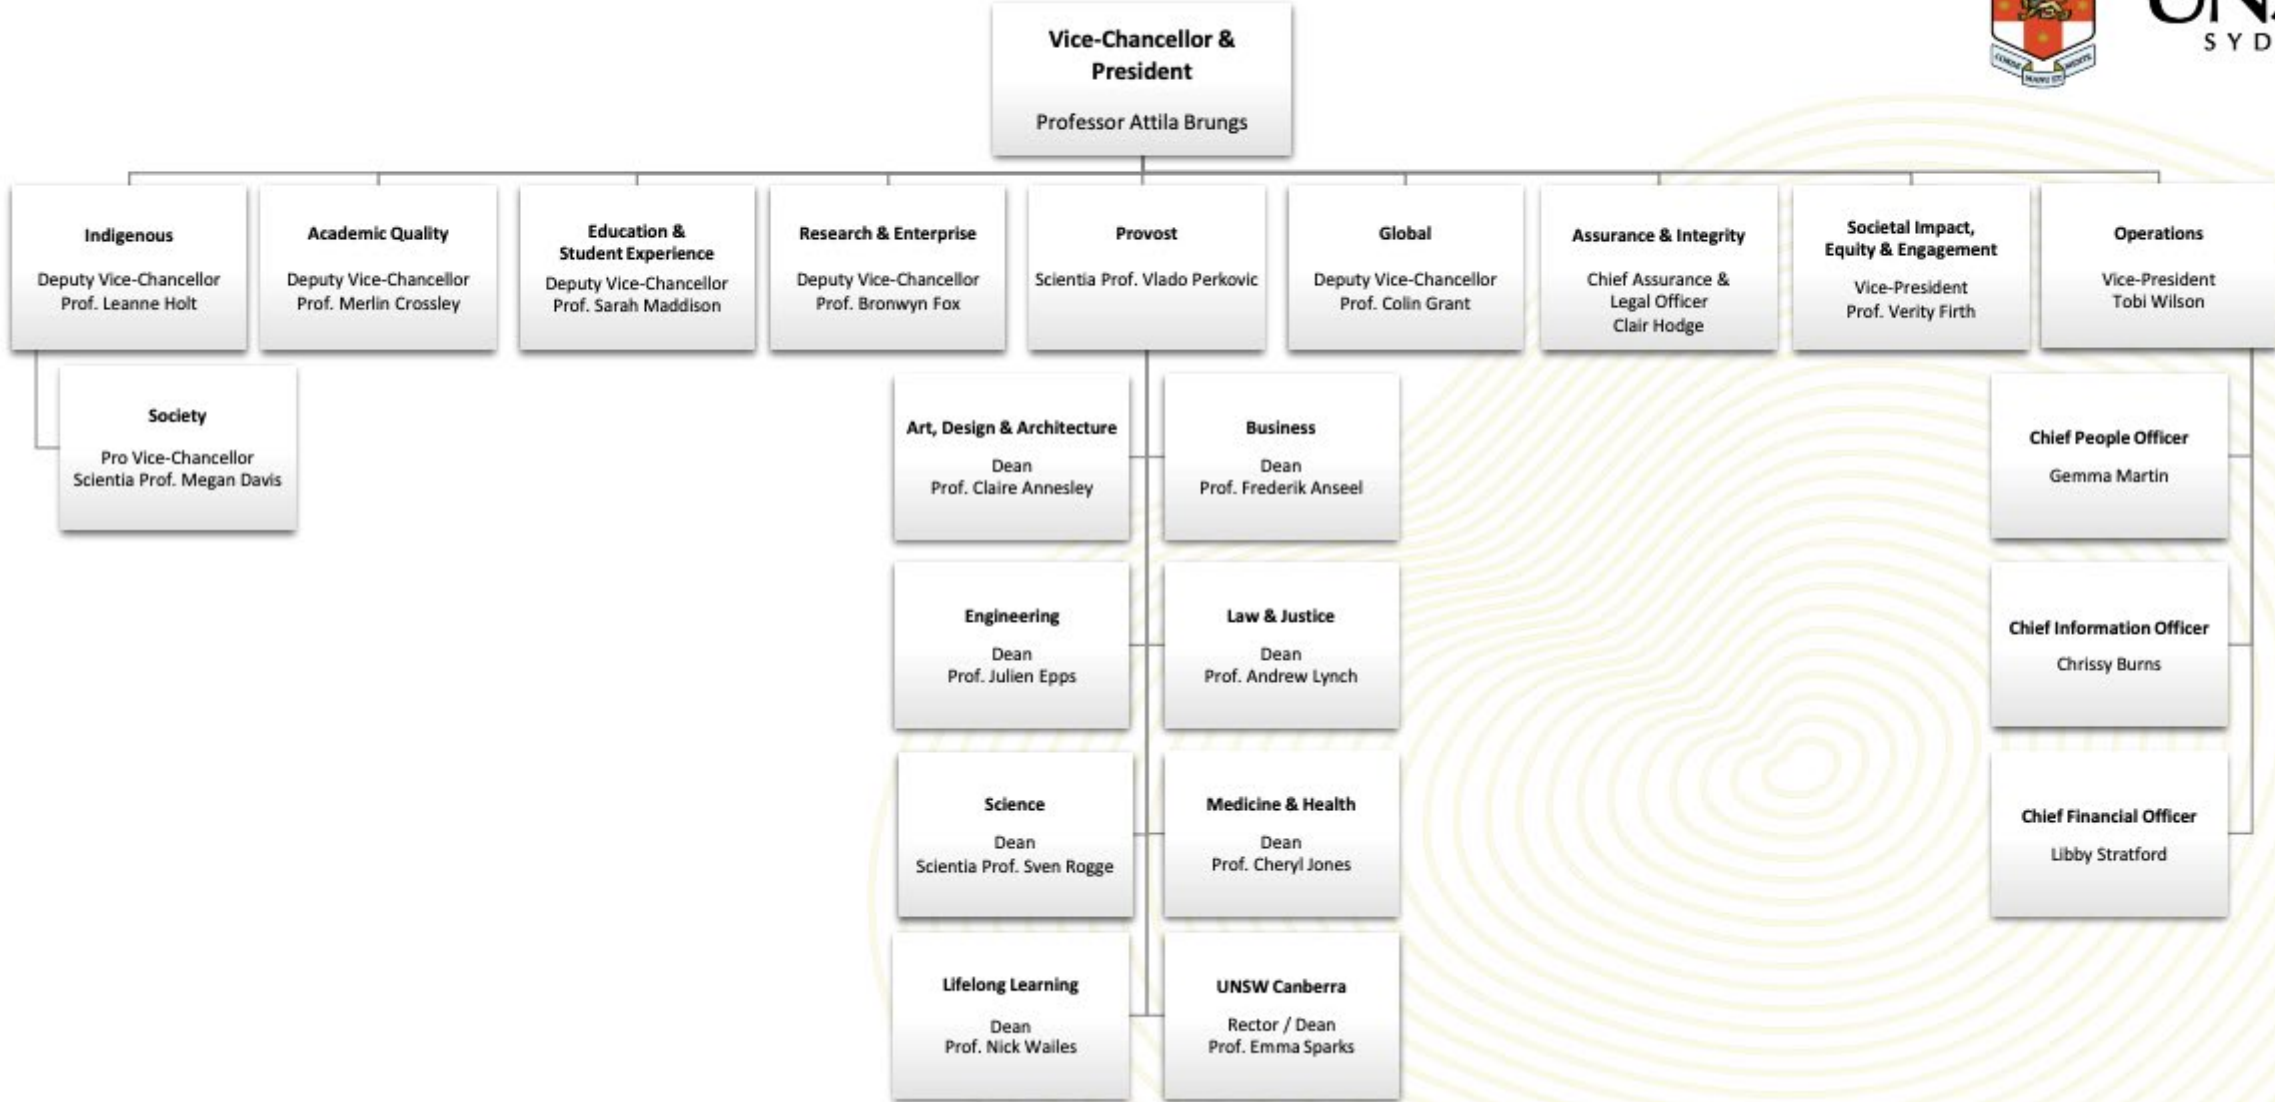 Vice-Chancellor &
President
Professor Attila Brungs
SYD
Indigenous
Deputy Vice-Chancellor
Prof. Leanne Holt
Academic Quality
Deputy Vice-Chancellor
Prof. Merlin Crossley
Education &
Student Experience
Deputy Vice-Chancellor
Prof. Sarah Maddison
Research & Enterprise
Deputy Vice-Chancellor
Prof. Bronwyn Fox
Provost
Scientia Prof. Vlado Perkovic
Global
Deputy Vice-Chancellor
Prof. Colin Grant
Assurance & Integrity
Chief Assurance &
Legal Officer
Clair Hodge
Societal Impact,
Equity & Engagement
Vice-President
Prof. Verity Firth
Operations
Vice-President
Tobi Wilson
Society
Pro Vice-Chancellor
Scientia Prof. Megan Davis
Art, Design & Architecture
Dean
Prof. Claire Annesley
Business
Dean
Prof. Frederik Anseel
Chief People Officer
Gemma Martin
Engineering
Dean
Prof. Julien Epps
Law & Justice
Dean
Prof. Andrew Lynch
Chief Information Officer
Chrissy Burns
Science
Dean
Scientia Prof. Sven Rogge
Medicine & Health
Dean
Prof. Cheryl Jones
Chief Financial Officer
Libby Stratford
Lifelong Learning
Dean
Prof. Nick Wailes
UNSW Canberra
Rector / Dean
Prof. Emma Sparks